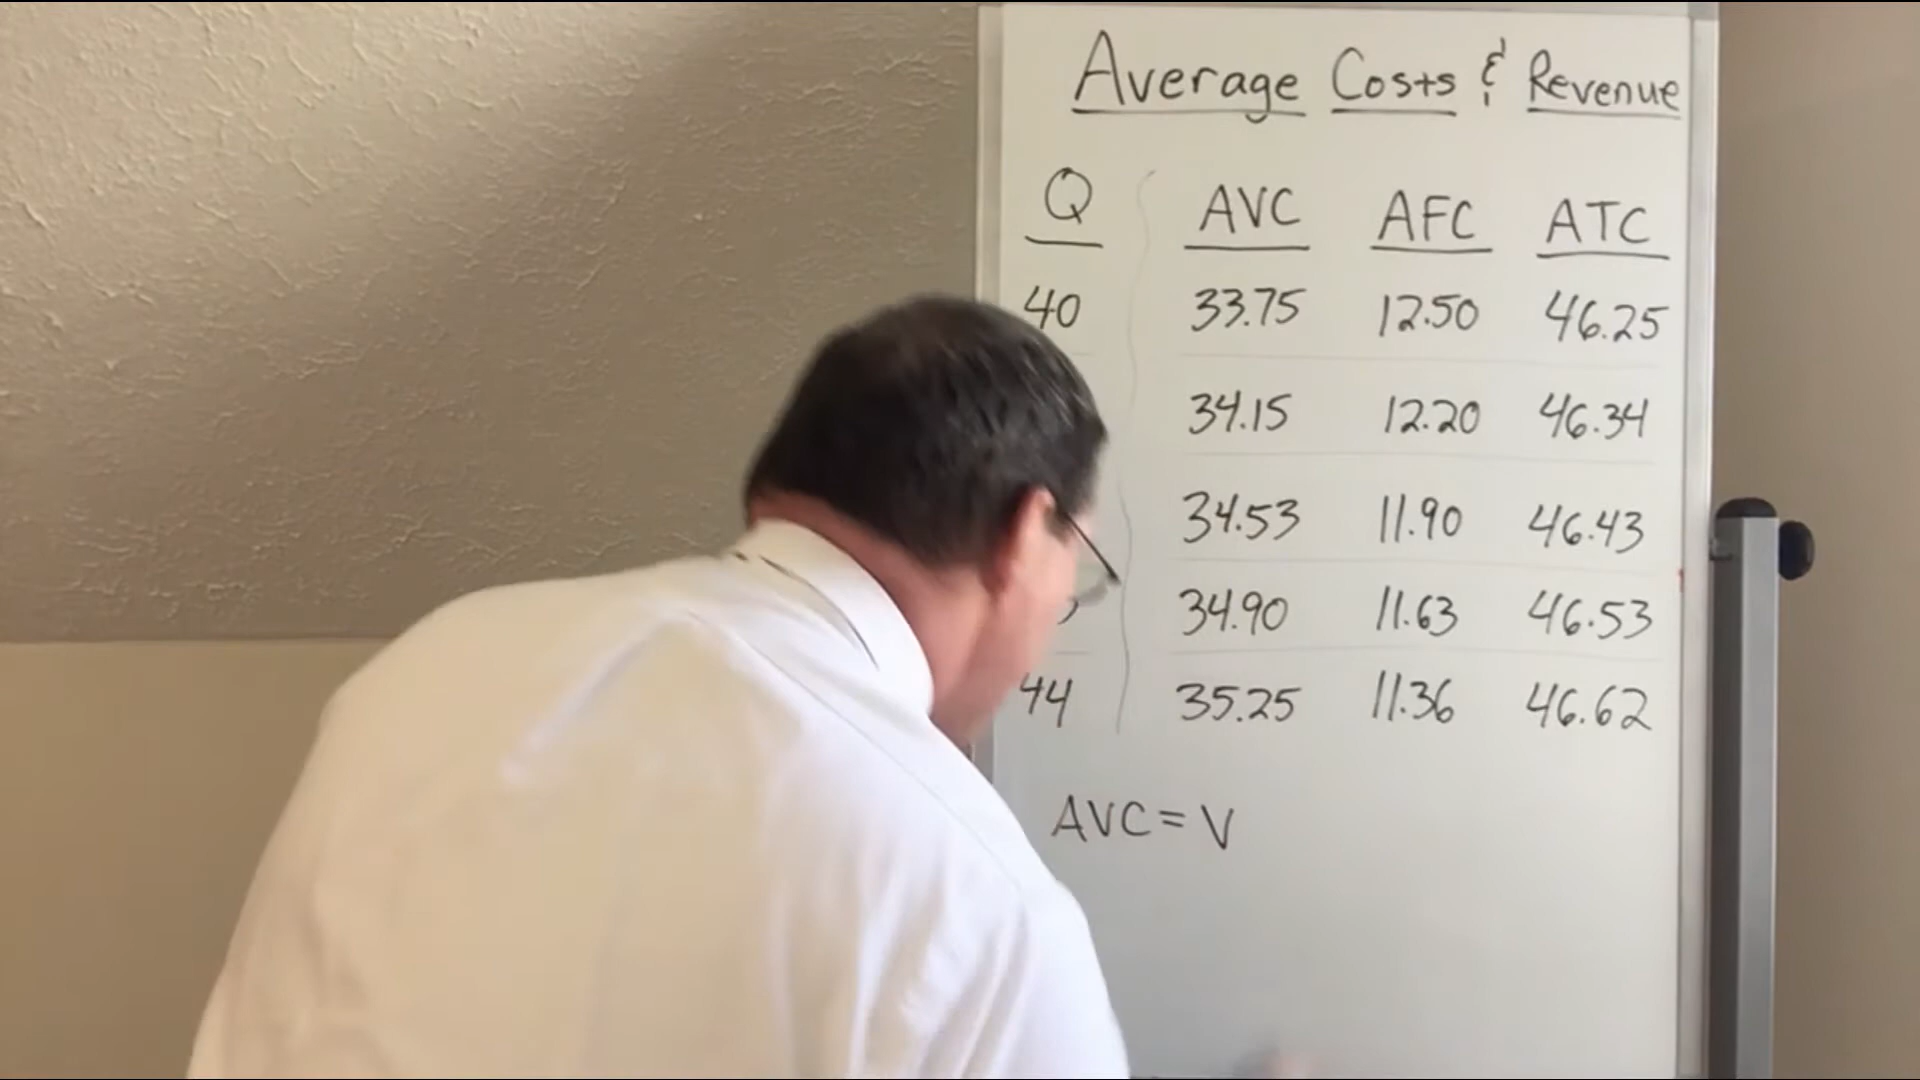 Average Costs & Revenue
Q AVC AFC ATC
40 33.75 12.50 46.25
34.15 12.20 46.34
34.53 11.90 46.43
34.90 11.63 46.53
44 35.25 11.36 46.62
AVC = V